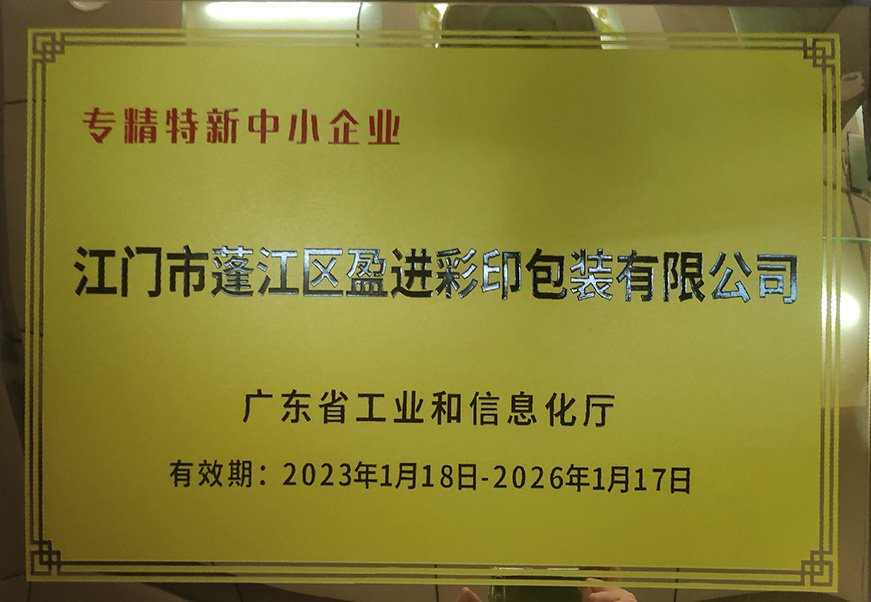 专精特新中小企业
江门市蓬江区盈进彩印包装有限公司
广东省工业和信息化厅
有效期：2023年1月18日-2026年1月17日